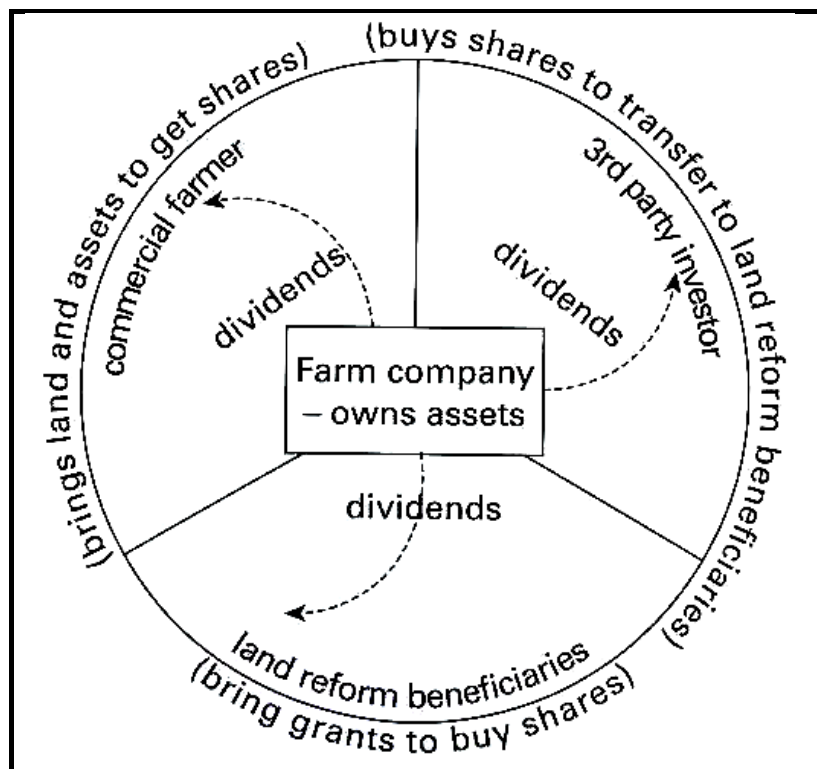 (buys shares to transfer to land reform beneficiaries)
(brings land and assets to get shares)
commercial farmer
3rd party investor
dividends
dividends
Farm company
– owns assets
dividends
land reform beneficiaries
(bring grants to buy shares)